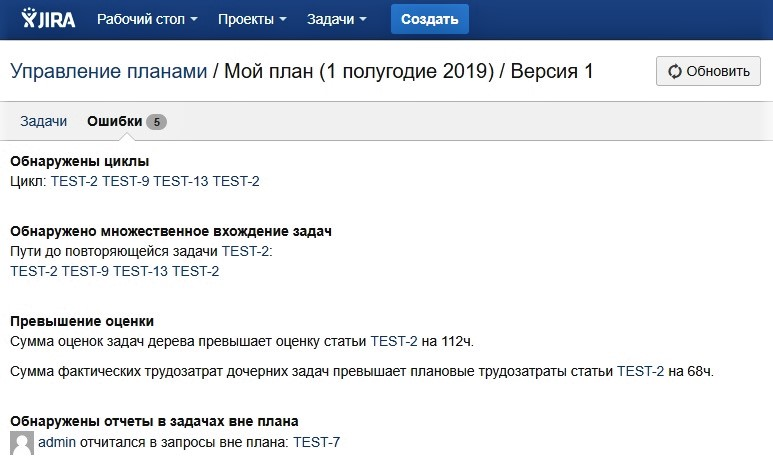 JIRA Рабочий стол Проекты Задачи Создать
Управление планами / Мой план (1 полугодие 2019) / Версия 1 Обновить
Задачи Ошибки 5
Обнаружены циклы
Цикл: TEST-2 TEST-9 TEST-13 TEST-2
Обнаружено множественное вхождение задач
Пути до повторяющейся задачи TEST-2:
TEST-2 TEST-9 TEST-13 TEST-2
Превышение оценки
Сумма оценок задач дерева превышает оценку статьи TEST-2 на 112ч.
Сумма фактических трудозатрат дочерних задач превышает плановые трудозатраты статьи TEST-2 на 68ч.
Обнаружены отчеты в задачах вне плана
admin отчитался в запросы вне плана: TEST-7